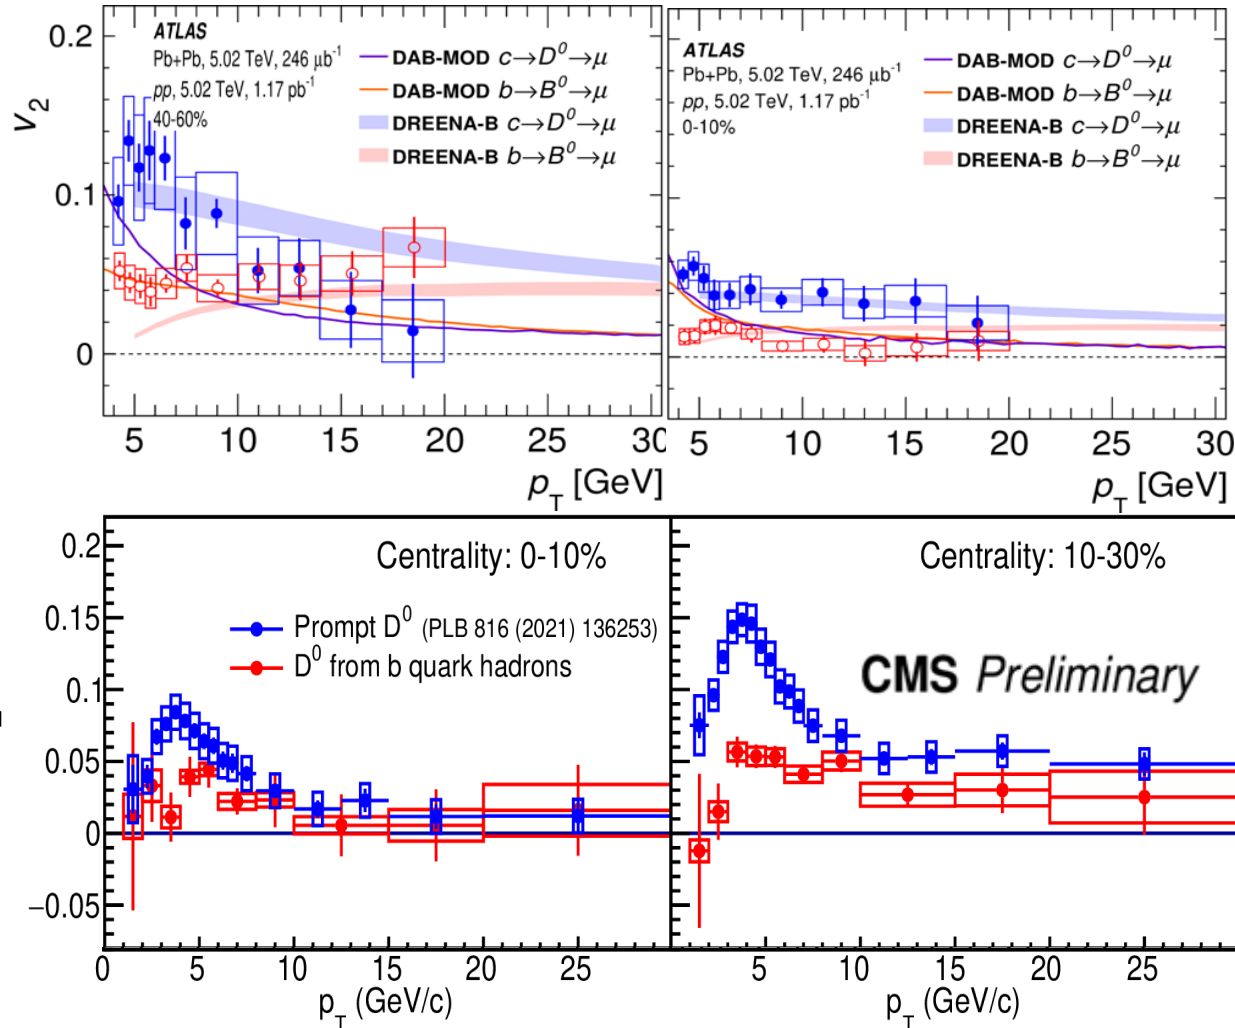 0.2
ATLAS
Pb+Pb, 5.02 TeV, 246 μb⁻¹
pp, 5.02 TeV, 1.17 pb⁻¹
40-60%
DAB-MOD c→D⁰→μ
DAB-MOD b→B⁰→μ
DREENA-B c→D⁰→μ
DREENA-B b→B⁰→μ
v₂
0.1
0
5 10 15 20 25 30
p_T [GeV]
ATLAS
Pb+Pb, 5.02 TeV, 246 μb⁻¹
pp, 5.02 TeV, 1.17 pb⁻¹
0-10%
DAB-MOD c→D⁰→μ
DAB-MOD b→B⁰→μ
DREENA-B c→D⁰→μ
DREENA-B b→B⁰→μ
5 10 15 20 25 30
p_T [GeV]
0.2
0.15
0.1
0.05
0
−0.05
Centrality: 0-10%
Prompt D⁰ (PLB 816 (2021) 136253)
D⁰ from b quark hadrons
0 5 10 15 20 25
p_T (GeV/c)
Centrality: 10-30%
CMS Preliminary
5 10 15 20 25
p_T (GeV/c)